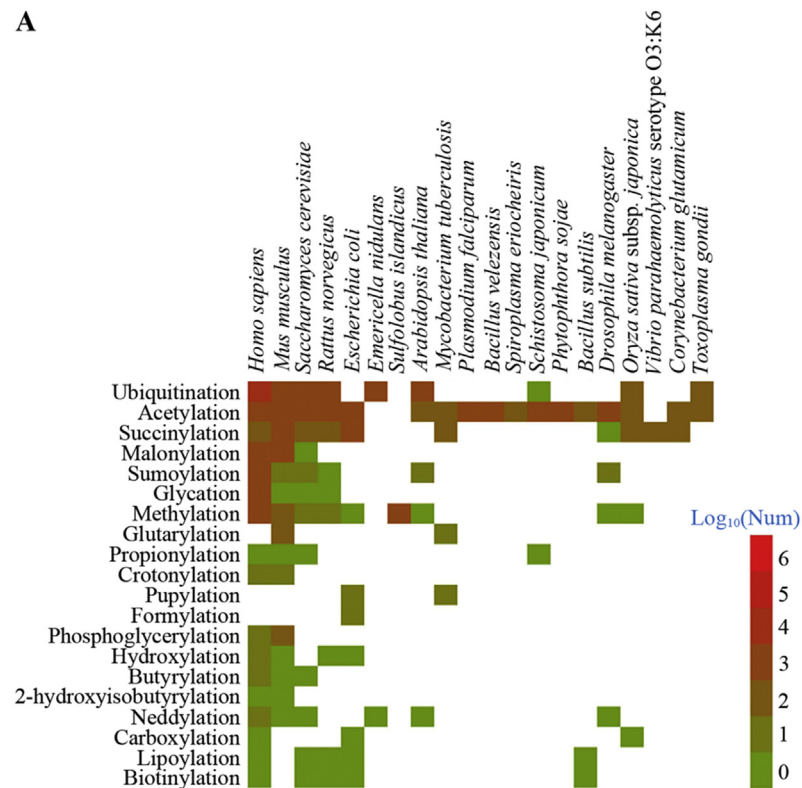 A
Homo sapiens
Mus musculus
Saccharomyces cerevisiae
Rattus norvegicus
Escherichia coli
Emericella nidulans
Sulfolobus islandicus
Arabidopsis thaliana
Mycobacterium tuberculosis
Plasmodium falciparum
Bacillus velezensis
Spiroplasma eriocheiris
Schistosoma japonicum
Phytophthora sojae
Bacillus subtilis
Drosophila melanogaster
Oryza sativa subsp. japonica
Vibrio parahaemolyticus serotype O3:K6
Corynebacterium glutamicum
Toxoplasma gondii
Ubiquitination
Acetylation
Succinylation
Malonylation
Sumoylation
Glycation
Methylation
Glutarylation
Propionylation
Crotonylation
Pupylation
Formylation
Phosphoglycerylation
Hydroxylation
Butyrylation
2-hydroxyisobutyrylation
Neddylation
Carboxylation
Lipoylation
Biotinylation
Log₁₀(Num)
6
5
4
3
2
1
0